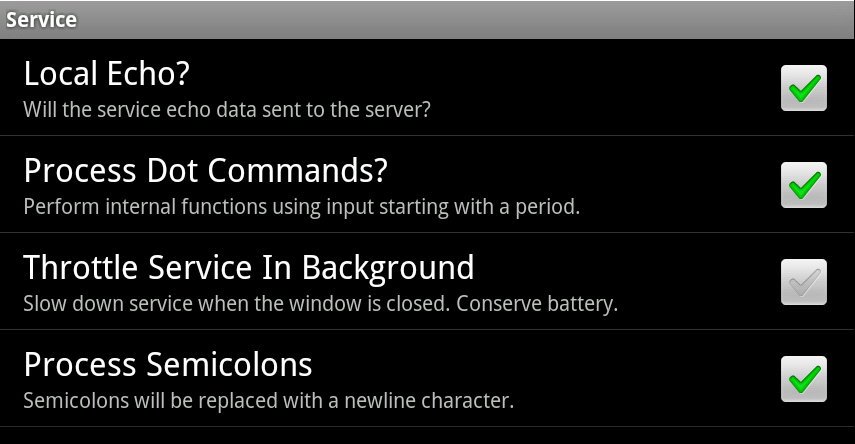 Service
Local Echo?
Will the service echo data sent to the server?
Process Dot Commands?
Perform internal functions using input starting with a period.
Throttle Service In Background
Slow down service when the window is closed. Conserve battery.
Process Semicolons
Semicolons will be replaced with a newline character.